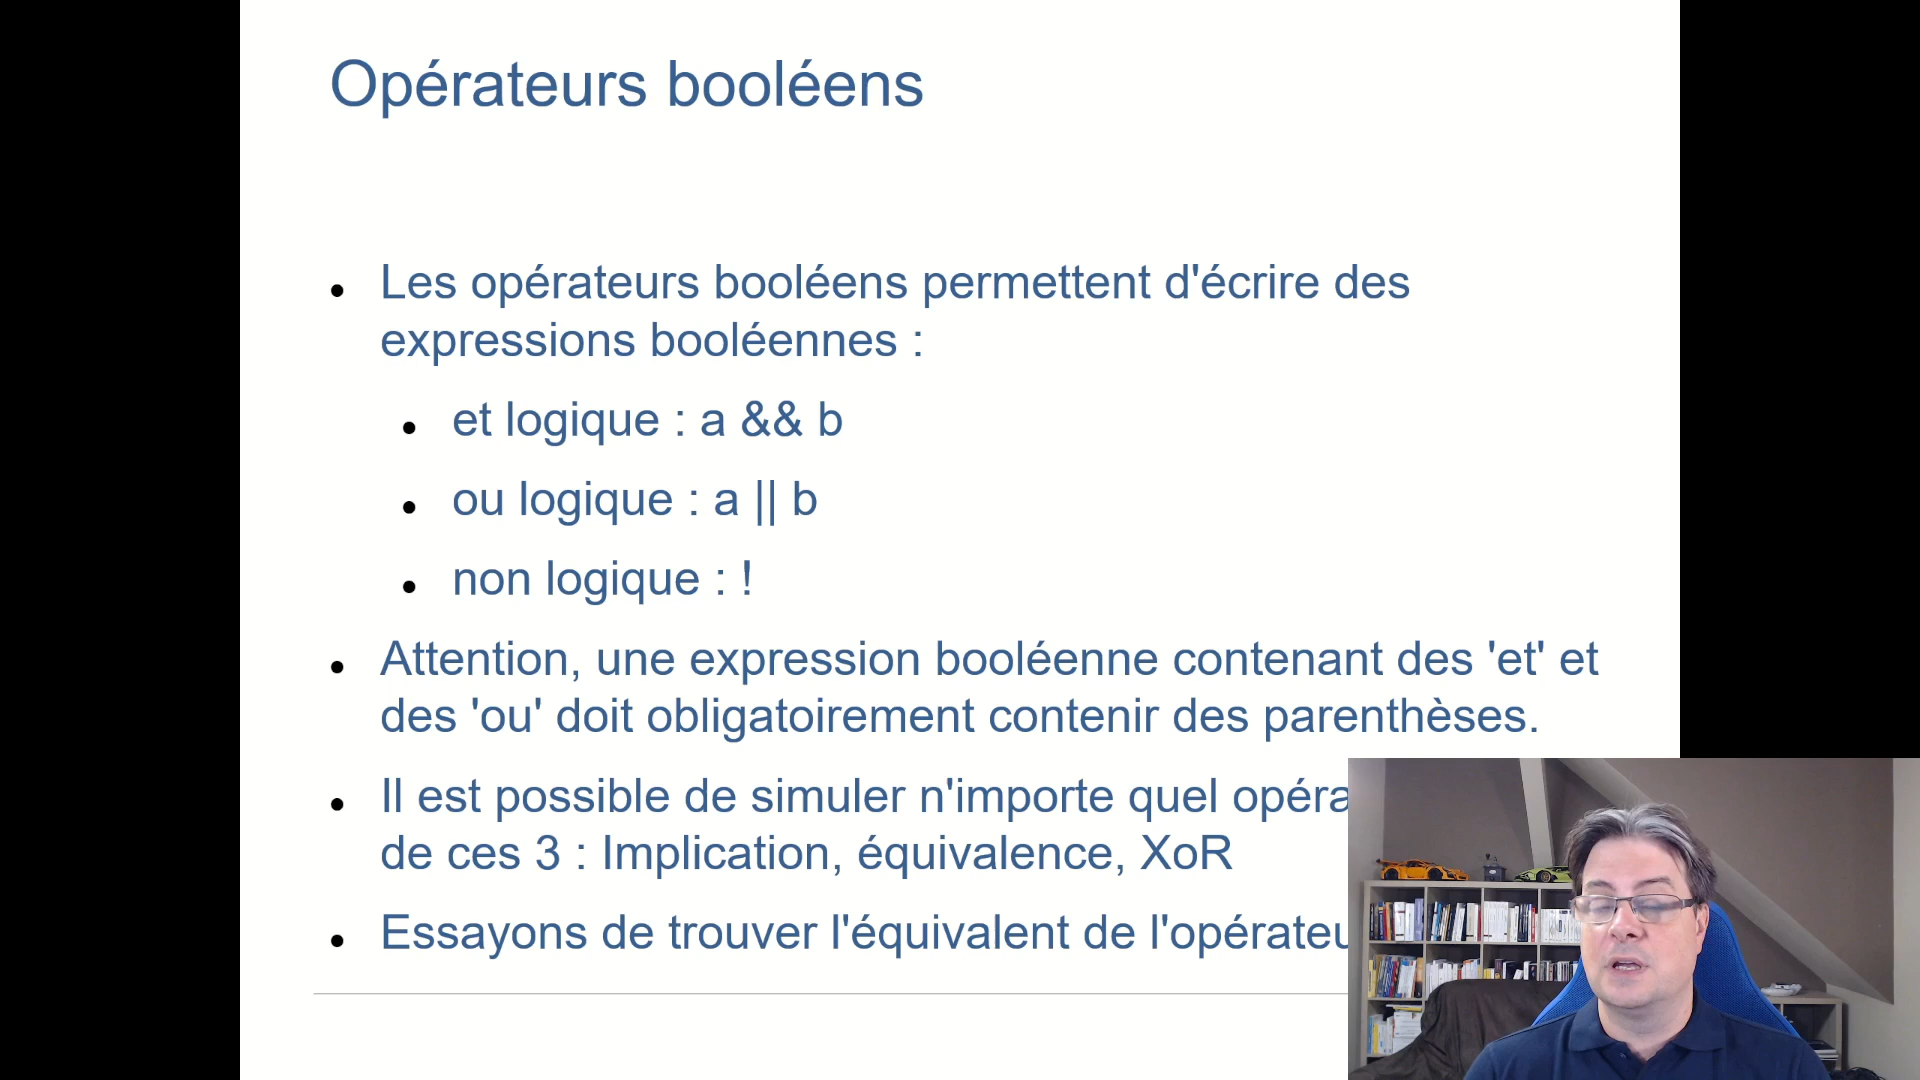 Opérateurs booléens
Les opérateurs booléens permettent d'écrire des
expressions booléennes :
et logique : a && b
ou logique : a || b
non logique : !
Attention, une expression booléenne contenant des 'et' et
des 'ou' doit obligatoirement contenir des parenthèses.
Il est possible de simuler n'importe quel
de ces 3 : Implication, équivalence, XoR
Essayons de trouver l'équivalent de